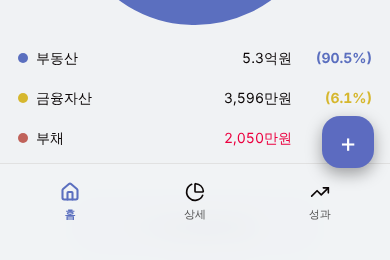 부동산 5.3억원 (90.5%)
금융자산 3,596만원 (6.1%)
부채 2,050만원
+
홈 상세 성과